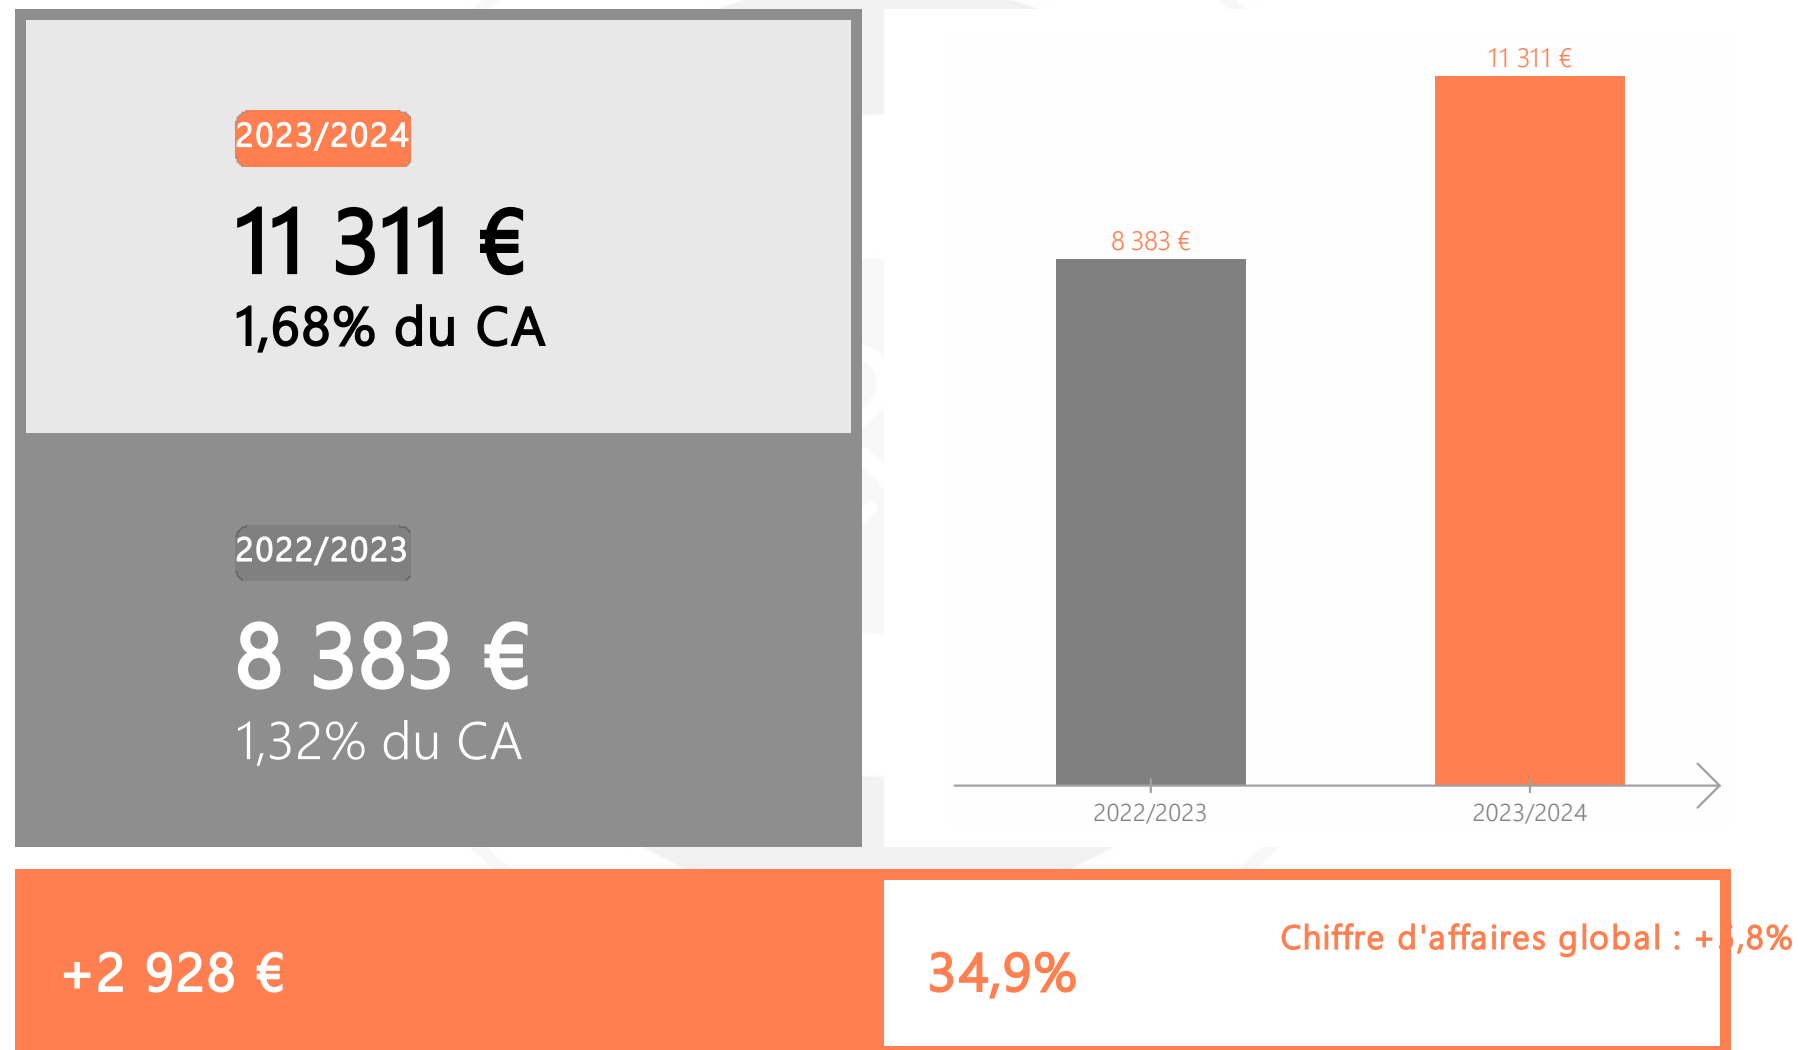 2023/2024
11 311 €
1,68% du CA
2022/2023
8 383 €
1,32% du CA
11 311 €
8 383 €
2022/2023
2023/2024
+2 928 €
34,9%
Chiffre d'affaires global : +5,8%